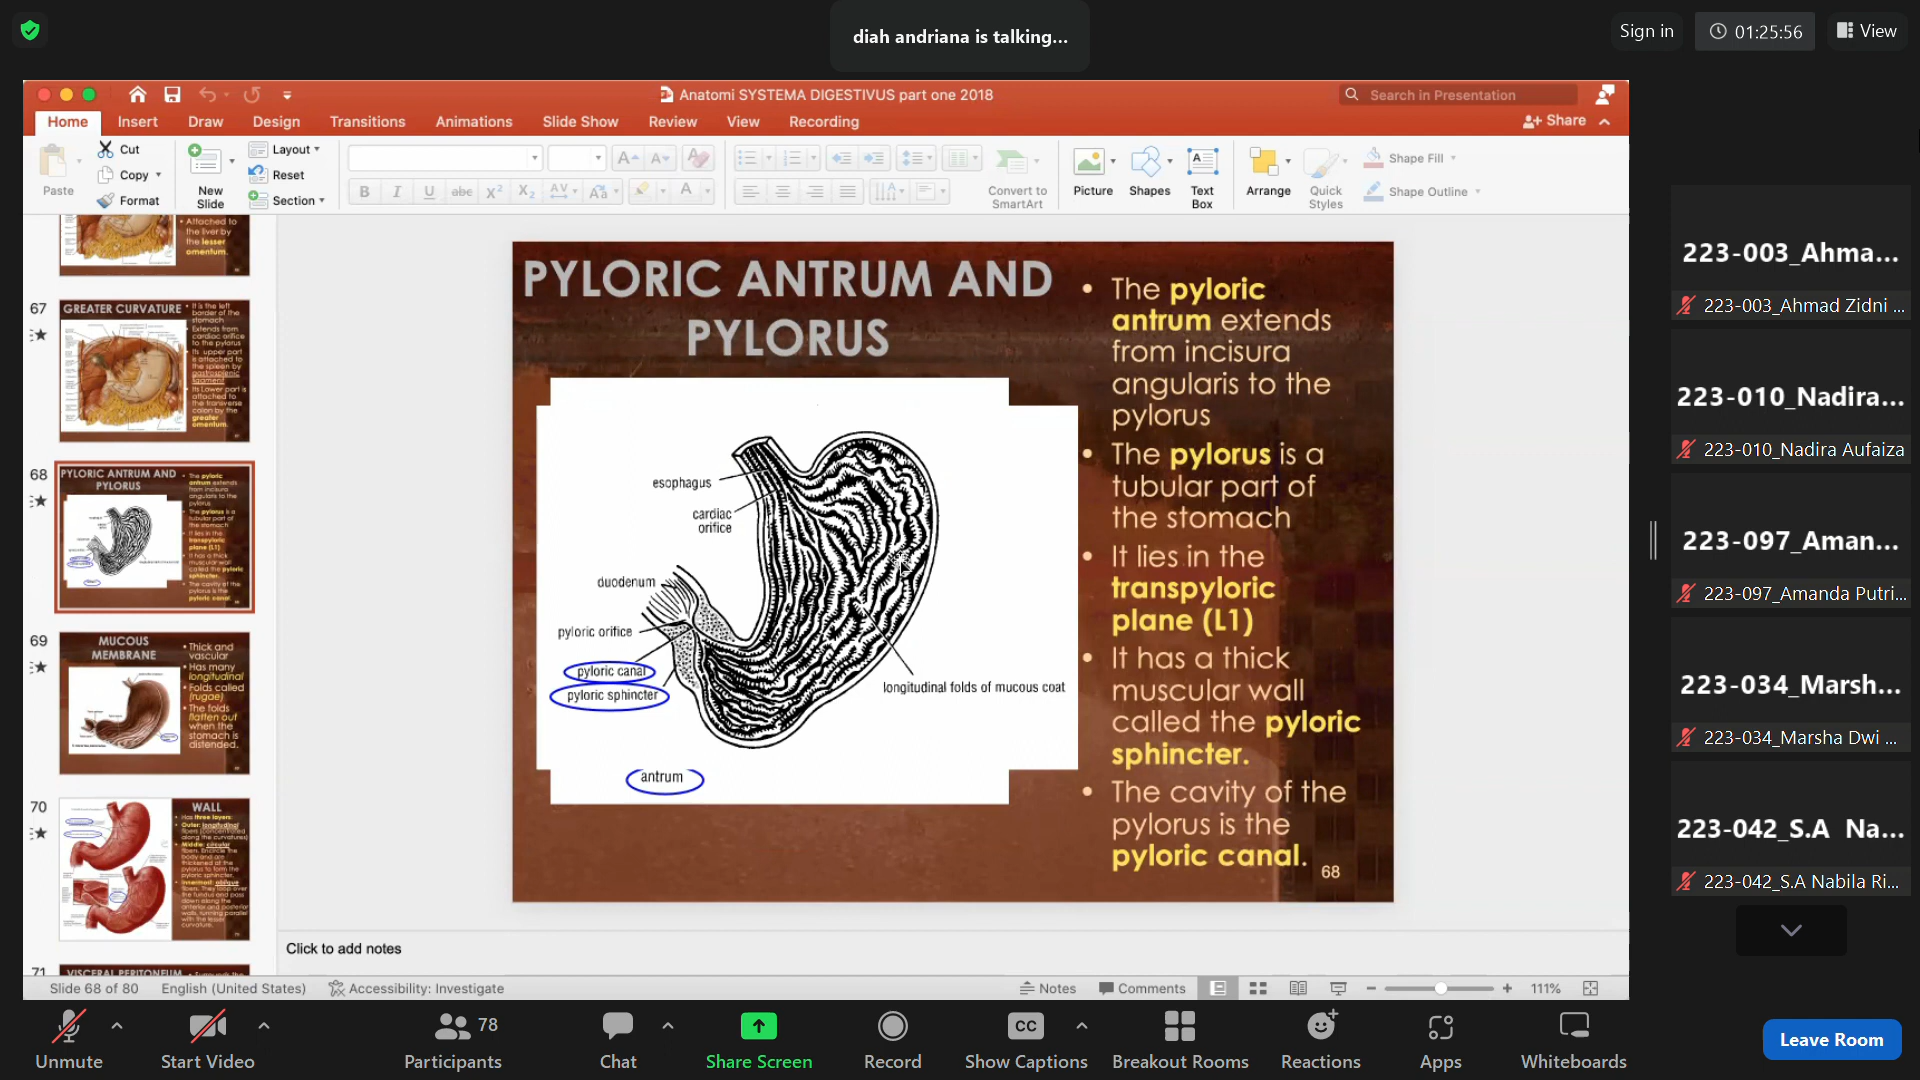 diah andriana is talking...
Sign in
01:25:56
View
Anatomi SYSTEMA DIGESTIVUS part one 2018
Search in Presentation
Home Insert Draw Design Transitions Animations Slide Show Review View Recording
Share
Paste
Cut
Copy
Format
New
Slide
Layout
Reset
Section
B I U abc X² X₂ AV Aa A
Convert to
SmartArt
Picture
Shapes
Text
Box
Arrange
Quick
Styles
Shape Fill
Shape Outline
• Attached to
the liver by
the lesser
omentum.
67
GREATER CURVATURE
• It is the left
border of the
stomach
• Extends from
cardiac orifice
to the pylorus
• Its upper part
is attached to
the spleen by
gastrosplenic
ligament
• Its Lower part is
attached to
the transverse
colon by the
greater
omentum.
68
PYLORIC ANTRUM AND
PYLORUS
• The pyloric
antrum extends
from incisura
angularis to the
pylorus
• The pylorus is a
tubular part of
the stomach
• It lies in the
transpyloric
plane (L1)
• It has a thick
muscular wall
called the pyloric
sphincter.
• The cavity of the
pylorus is the
pyloric canal.
69
MUCOUS
MEMBRANE
• Thick and
vascular
• Has many
longitudinal
• Folds called
(rugae)
• The folds
flatten out
when the
stomach is
distended.
70
WALL
• Has three layers:
• Outer: longitudinal
fibers (concentrated
along the curvatures)
• Middle: circular
fibers. Encircle the
body and are
thickened at the
pylorus to form the
pyloric sphincter.
• Innermost: oblique
fibers. They loop over
the fundus and pass
down along the
anterior and posterior
walls, running parallel
with the lesser
curvature.
71
VISCERAL PERITONEUM
PYLORIC ANTRUM AND
PYLORUS
esophagus
cardiac
orifice
duodenum
pyloric orifice
pyloric canal
pyloric sphincter
longitudinal folds of mucous coat
antrum
• The pyloric
antrum extends
from incisura
angularis to the
pylorus
• The pylorus is a
tubular part of
the stomach
• It lies in the
transpyloric
plane (L1)
• It has a thick
muscular wall
called the pyloric
sphincter.
• The cavity of the
pylorus is the
pyloric canal.
68
Click to add notes
Slide 68 of 80 English (United States) Accessibility: Investigate
Notes Comments 111%
223-003_Ahma...
223-003_Ahmad Zidni ...
223-010_Nadira...
223-010_Nadira Aufaiza
223-097_Aman...
223-097_Amanda Putri...
223-034_Marsh...
223-034_Marsha Dwi ...
223-042_S.A Na...
223-042_S.A Nabila Ri...
Unmute
Start Video
78
Participants
Chat
Share Screen
Record
CC
Show Captions
Breakout Rooms
Reactions
Apps
Whiteboards
Leave Room